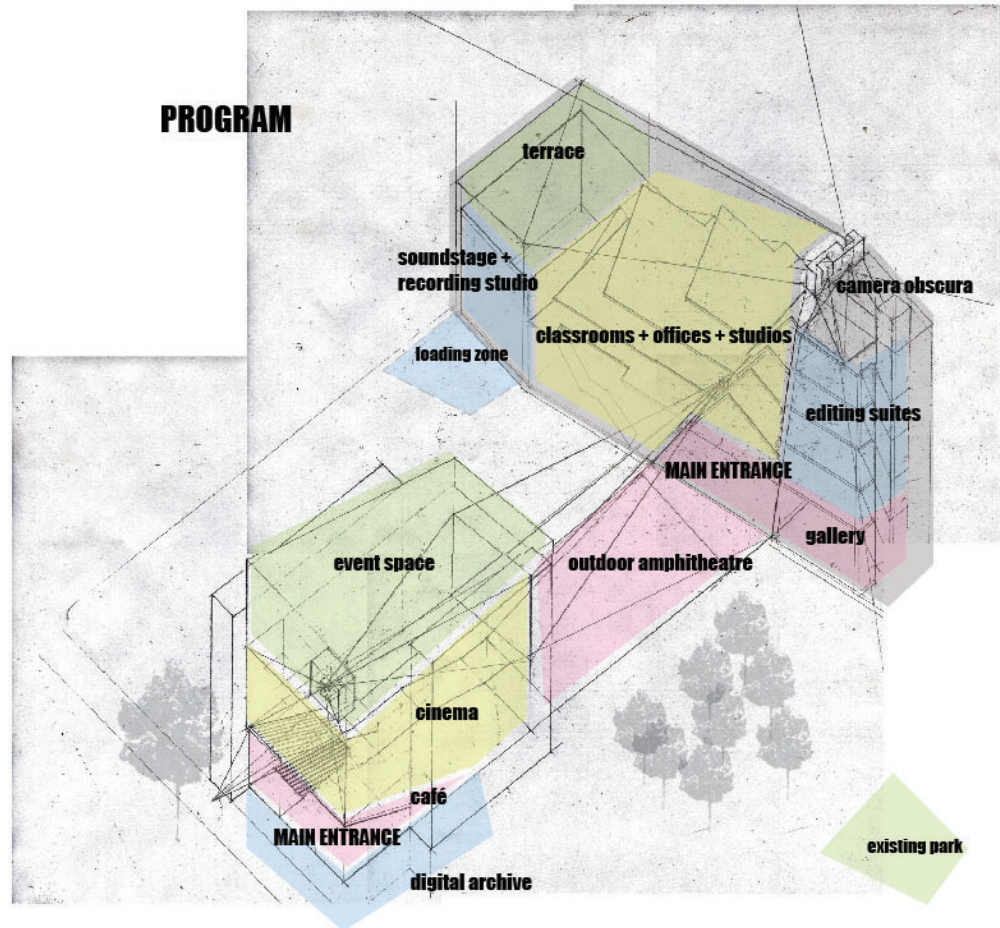 PROGRAM
terrace
soundstage +
recording studio
camera obscura
classrooms + offices + studios
loading zone
editing suites
MAIN ENTRANCE
gallery
event space
outdoor amphitheatre
cinema
café
MAIN ENTRANCE
existing park
digital archive